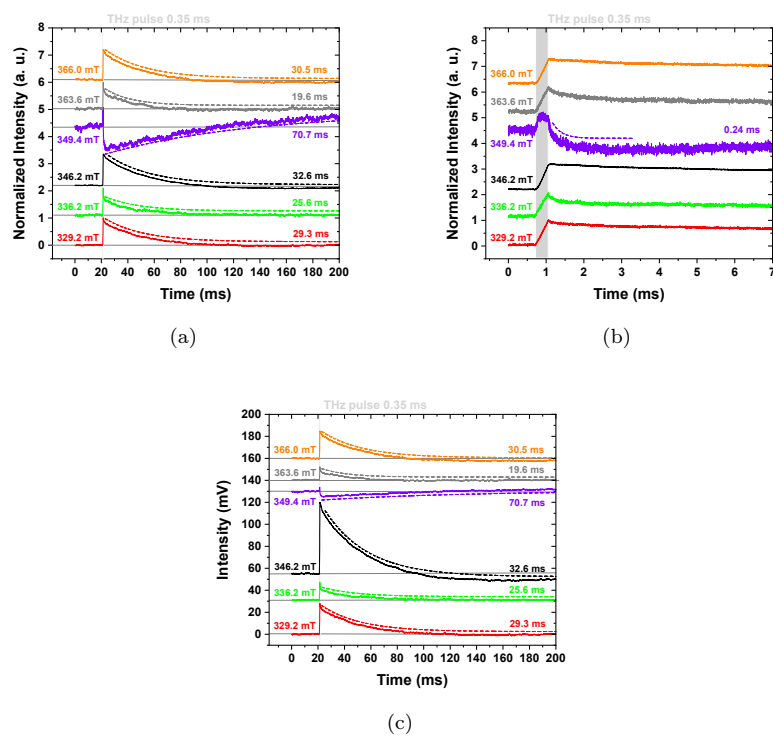 THz pulse 0.35 ms
Normalized Intensity (a. u.)
8
7
6
5
4
3
2
1
0
366.0 mT
30.5 ms
363.6 mT
19.6 ms
349.4 mT
70.7 ms
346.2 mT
32.6 ms
336.2 mT
25.6 ms
329.2 mT
29.3 ms
0 20 40 60 80 100 120 140 160 180 200
Time (ms)
(a)
THz pulse 0.35 ms
Normalized Intensity (a. u.)
8
7
6
5
4
3
2
1
0
366.0 mT
363.6 mT
349.4 mT
0.24 ms
346.2 mT
336.2 mT
329.2 mT
0 1 2 3 4 5 6 7
Time (ms)
(b)
THz pulse 0.35 ms
Intensity (mV)
200
180
160
140
120
100
80
60
40
20
0
366.0 mT
30.5 ms
363.6 mT
19.6 ms
349.4 mT
70.7 ms
346.2 mT
32.6 ms
336.2 mT
25.6 ms
329.2 mT
29.3 ms
0 20 40 60 80 100 120 140 160 180 200
Time (ms)
(c)